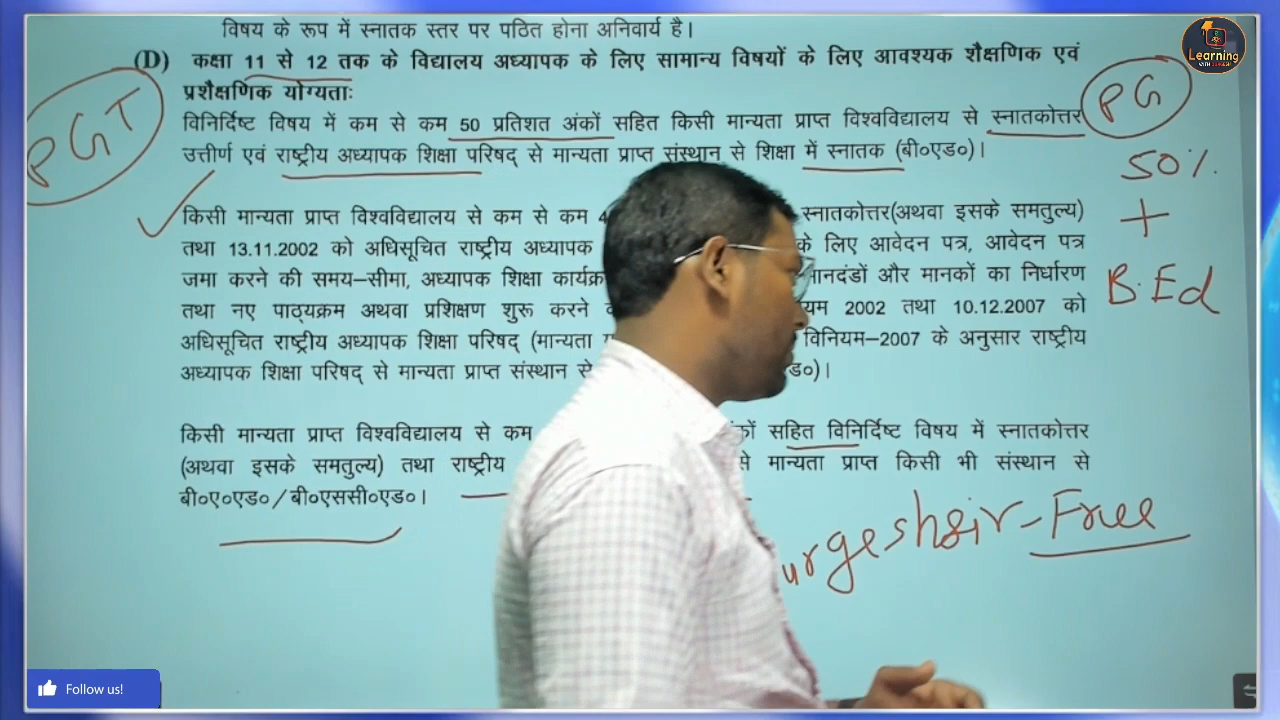 विषय के रूप में स्नातक स्तर पर पठित होना अनिवार्य है।
(D) कक्षा 11 से 12 तक के विद्यालय अध्यापक के लिए सामान्य विषयों के लिए आवश्यक शैक्षणिक एवं
प्रशैक्षणिक योग्यताः
विनिर्दिष्ट विषय में कम से कम 50 प्रतिशत अंकों सहित किसी मान्यता प्राप्त विश्वविद्यालय से स्नातकोत्तर
उत्तीर्ण एवं राष्ट्रीय अध्यापक शिक्षा परिषद् से मान्यता प्राप्त संस्थान से शिक्षा में स्नातक (बी०एड०)।
किसी मान्यता प्राप्त विश्वविद्यालय से कम से कम स्नातकोत्तर(अथवा इसके समतुल्य)
तथा 13.11.2002 को अधिसूचित राष्ट्रीय अध्यापक के लिए आवेदन पत्र, आवेदन पत्र
जमा करने की समय–सीमा, अध्यापक शिक्षा मानदंडों और मानकों का निर्धारण
तथा नए पाठ्यक्रम अथवा प्रशिक्षण शुरू करने 2002 तथा 10.12.2007 को
अधिसूचित राष्ट्रीय अध्यापक शिक्षा परिषद् (मान्यता विनियम–2007 के अनुसार राष्ट्रीय
अध्यापक शिक्षा परिषद् से मान्यता प्राप्त संस्थान से
किसी मान्यता प्राप्त विश्वविद्यालय से कम सहित विनिर्दिष्ट विषय में स्नातकोत्तर
(अथवा इसके समतुल्य) तथा राष्ट्रीय से मान्यता प्राप्त किसी भी संस्थान से
बी०ए०एड०/बी०एससी०एड०।
PGT
PG
50%
+
B.Ed
urgeshsir-Free
Learning
Follow us!